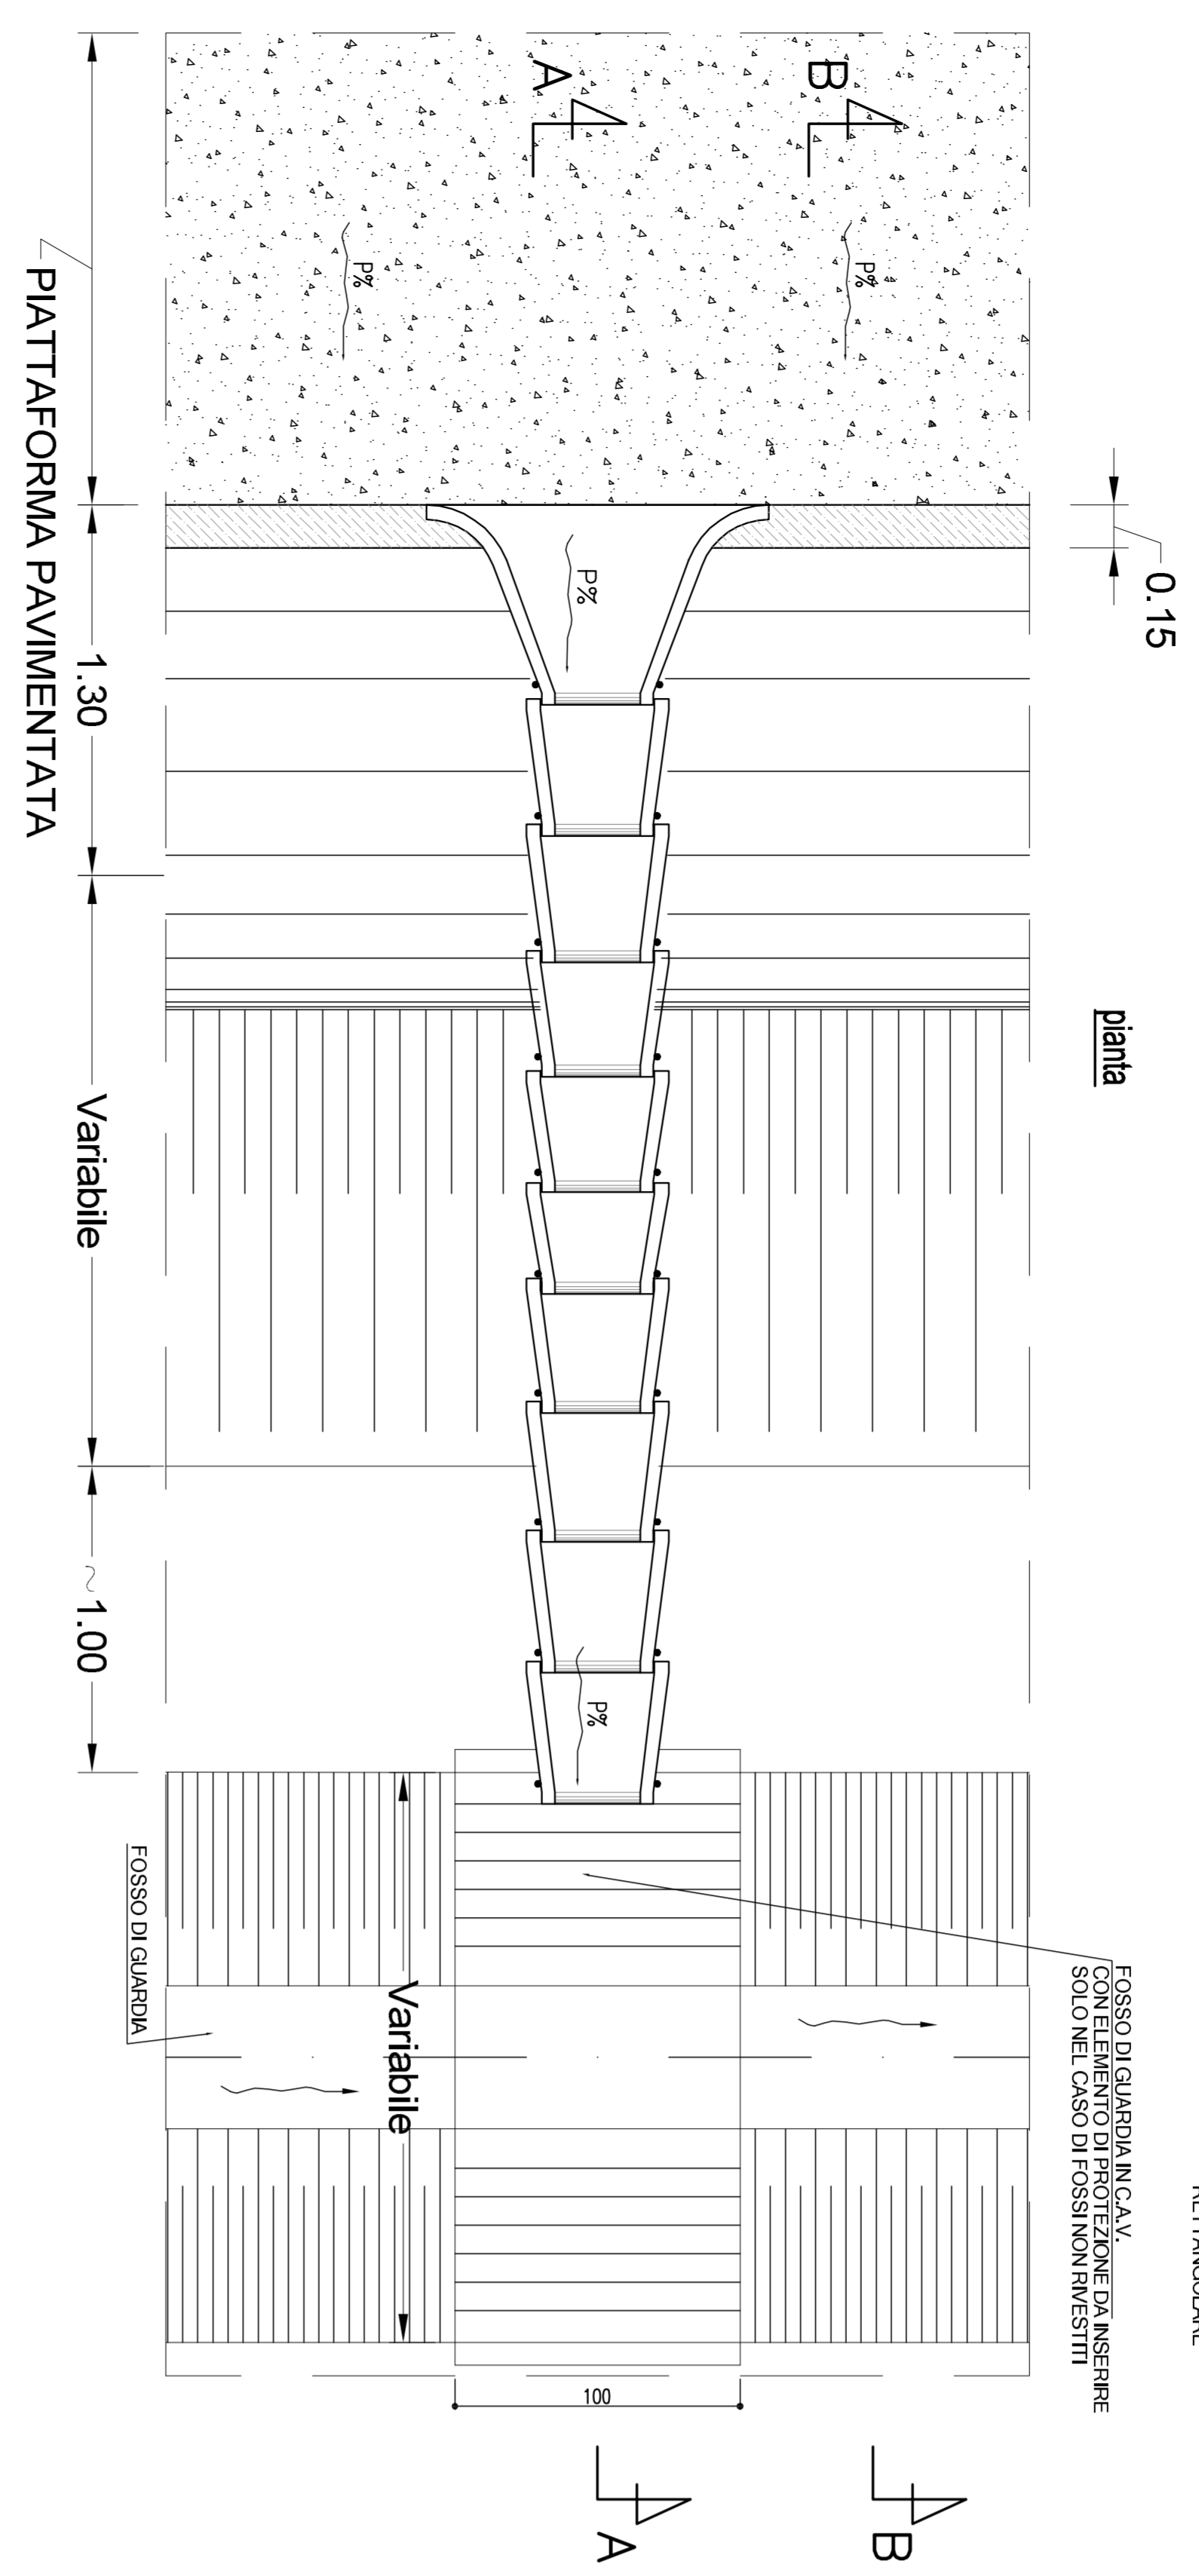 pianta
B
A
0.15
P%
P%
P%
PIATTAFORMA PAVIMENTATA
1.30
Variabile
~1.00
P%
FOSSO DI GUARDIA
Variabile
FOSSO DI GUARDIA IN C.A.V.
CON ELEMENTO DI PROTEZIONE DA INSERIRE
SOLO NEL CASO DI FOSSI NON RIVESTITI
100
B
A